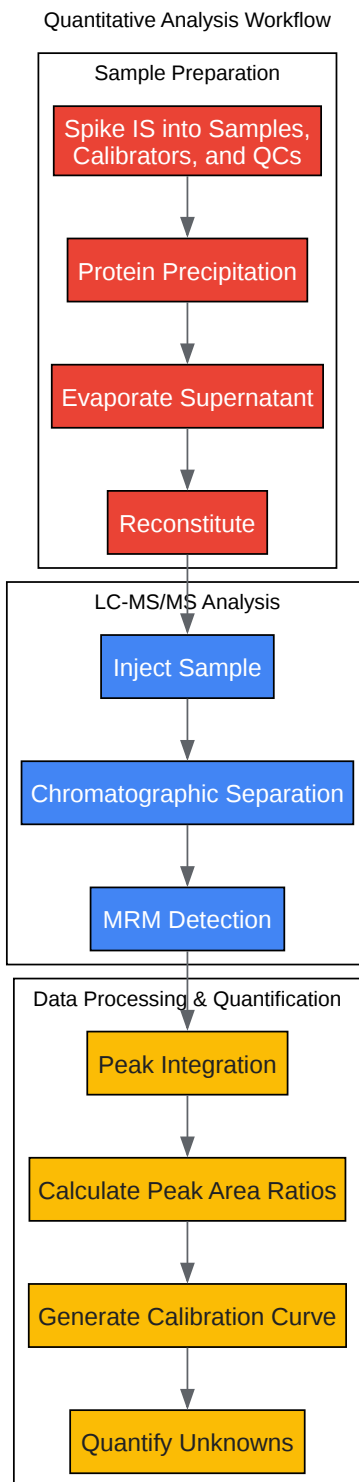 Quantitative Analysis Workflow
Sample Preparation
Spike IS into Samples,
Calibrators, and QCs
Protein Precipitation
Evaporate Supernatant
Reconstitute
LC-MS/MS Analysis
Inject Sample
Chromatographic Separation
MRM Detection
Data Processing & Quantification
Peak Integration
Calculate Peak Area Ratios
Generate Calibration Curve
Quantify Unknowns